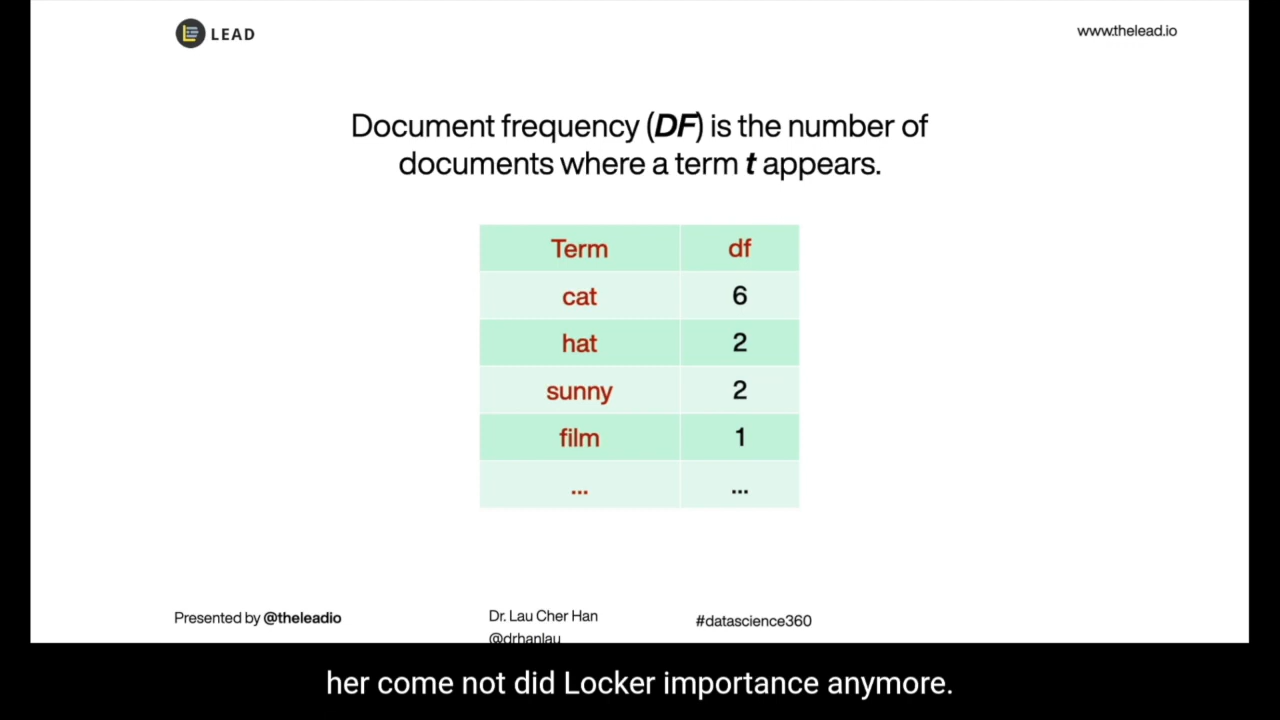 LEAD
www.thelead.io
Document frequency (DF) is the number of
documents where a term t appears.
Term df
cat 6
hat 2
sunny 2
film 1
... ...
Presented by @theleadio
Dr. Lau Cher Han
@drhanlau
#datascience360
her come not did Locker importance anymore.